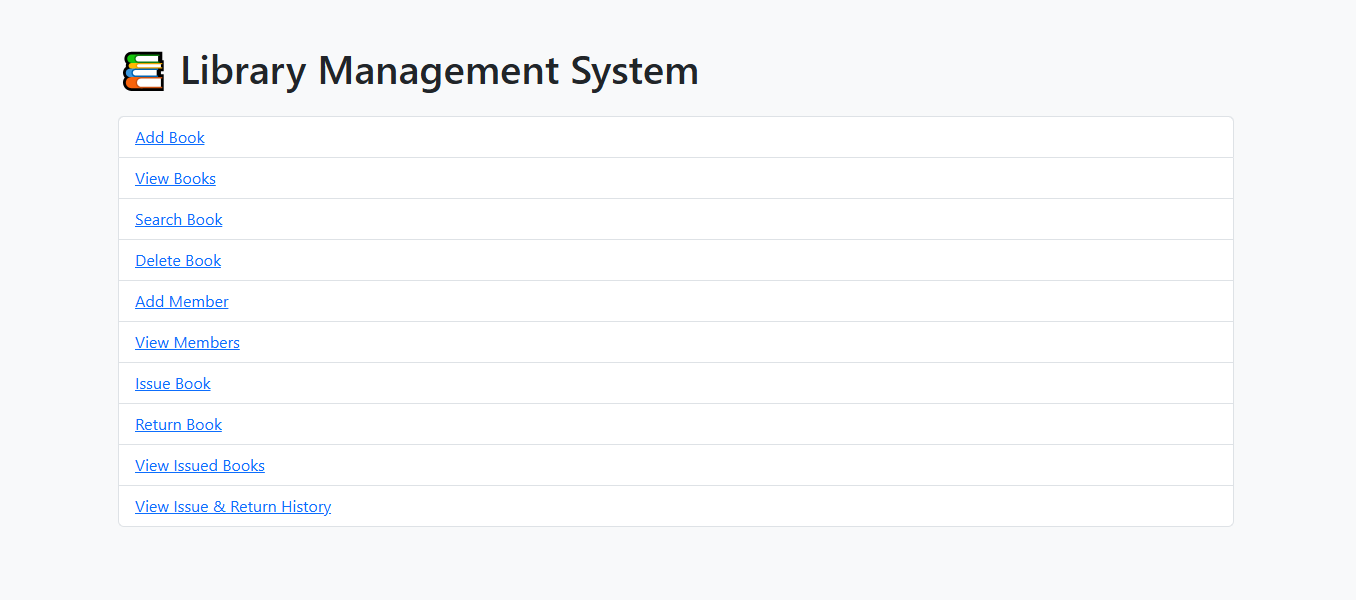 Library Management System
Add Book
View Books
Search Book
Delete Book
Add Member
View Members
Issue Book
Return Book
View Issued Books
View Issue & Return History